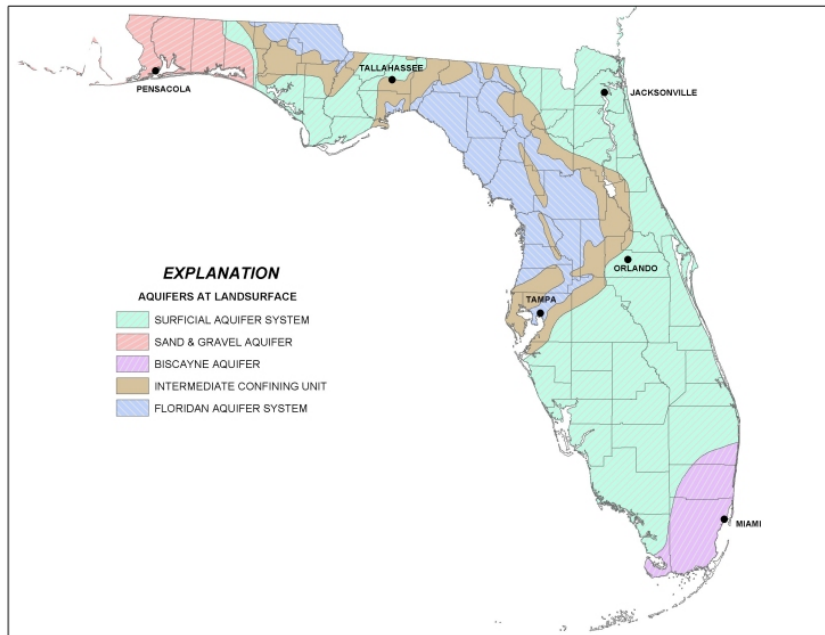 TALLAHASSEE
PENSACOLA
JACKSONVILLE
ORLANDO
TAMPA
MIAMI
EXPLANATION
AQUIFERS AT LANDSURFACE
SURFICIAL AQUIFER SYSTEM
SAND & GRAVEL AQUIFER
BISCAYNE AQUIFER
INTERMEDIATE CONFINING UNIT
FLORIDAN AQUIFER SYSTEM